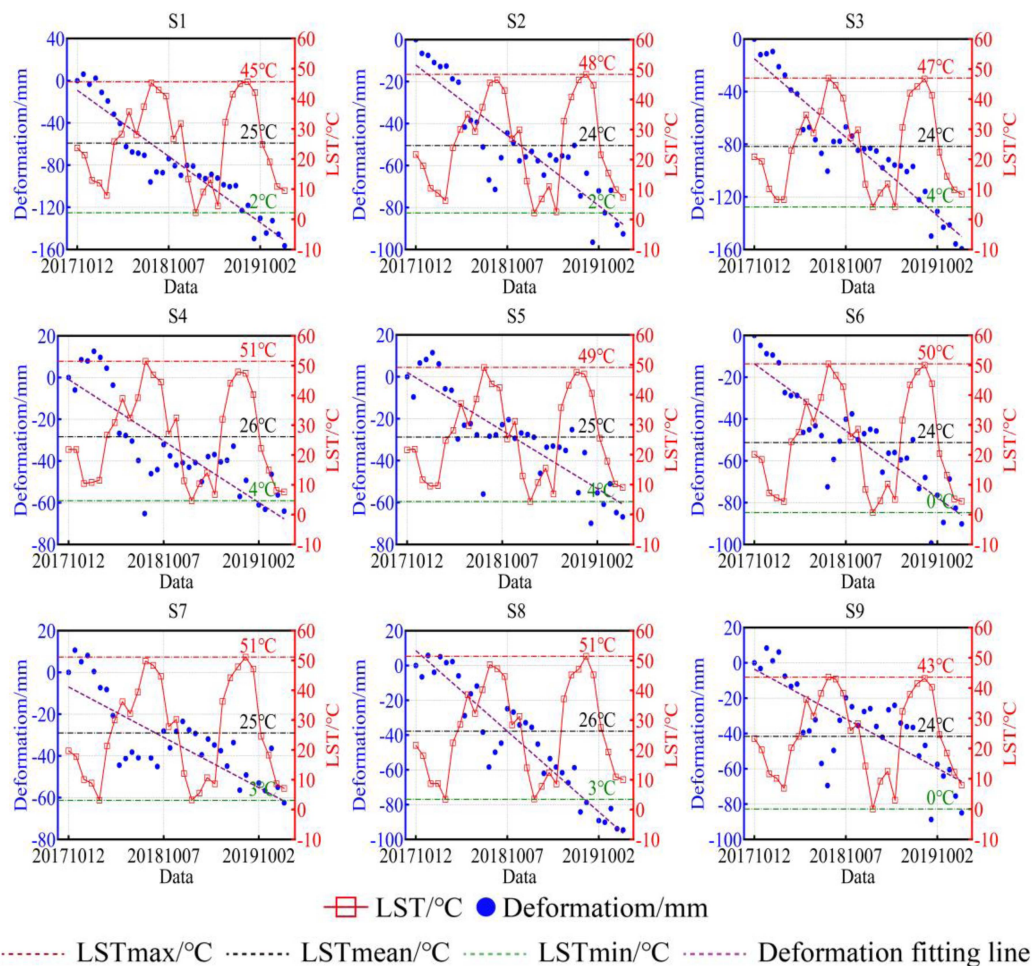 S1 S2 S3
40 0 -40 -80 -120 -160
Deformatiom/mm
45℃
25℃
2℃
60 50 40 30 20 10 0 -10
LST/℃
20171012 20181007 20191002
Data
0 -20 -40 -60 -80 -100
Deformatiom/mm
48℃
24℃
2℃
60 50 40 30 20 10 0 -10
LST/℃
20171012 20181007 20191002
Data
0 -40 -80 -120 -160
Deformatiom/mm
47℃
24℃
4℃
60 50 40 30 20 10 0 -10
LST/℃
20171012 20181007 20191002
Data
S4 S5 S6
20 0 -20 -40 -60 -80
Deformatiom/mm
51℃
26℃
4℃
60 50 40 30 20 10 0 -10
LST/℃
20171012 20181007 20191002
Data
20 0 -20 -40 -60 -80
Deformatiom/mm
49℃
25℃
4℃
60 50 40 30 20 10 0 -10
LST/℃
20171012 20181007 20191002
Data
0 -20 -40 -60 -80 -100
Deformatiom/mm
50℃
24℃
0℃
60 50 40 30 20 10 0 -10
LST/℃
20171012 20181007 20191002
Data
S7 S8 S9
20 0 -20 -40 -60 -80
Deformatiom/mm
51℃
25℃
3℃
60 50 40 30 20 10 0 -10
LST/℃
20171012 20181007 20191002
Data
20 0 -20 -40 -60 -80 -100
Deformatiom/mm
51℃
26℃
3℃
60 50 40 30 20 10 0 -10
LST/℃
20171012 20181007 20191002
Data
20 0 -20 -40 -60 -80 -100
Deformatiom/mm
43℃
24℃
0℃
60 50 40 30 20 10 0 -10
LST/℃
20171012 20181007 20191002
Data
LST/℃ Deformatiom/mm
LSTmax/℃ LSTmean/℃ LSTmin/℃ Deformation fitting line